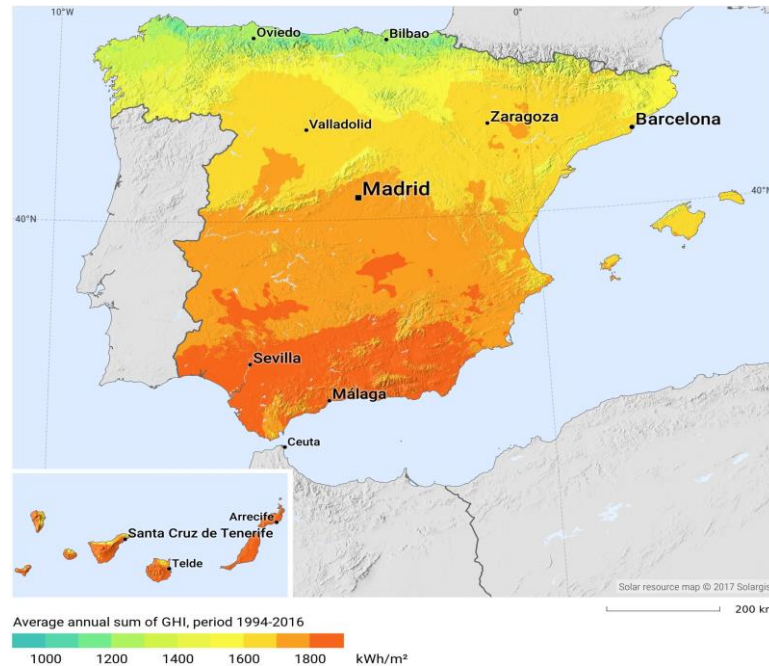 10°W
0°
Oviedo
Bilbao
Valladolid
Zaragoza
Barcelona
Madrid
40°N
40°N
Sevilla
Málaga
Ceuta
Arrecife
Santa Cruz de Tenerife
Telde
Solar resource map © 2017 Solargis
200 km
Average annual sum of GHI, period 1994-2016
1000 1200 1400 1600 1800 kWh/m²